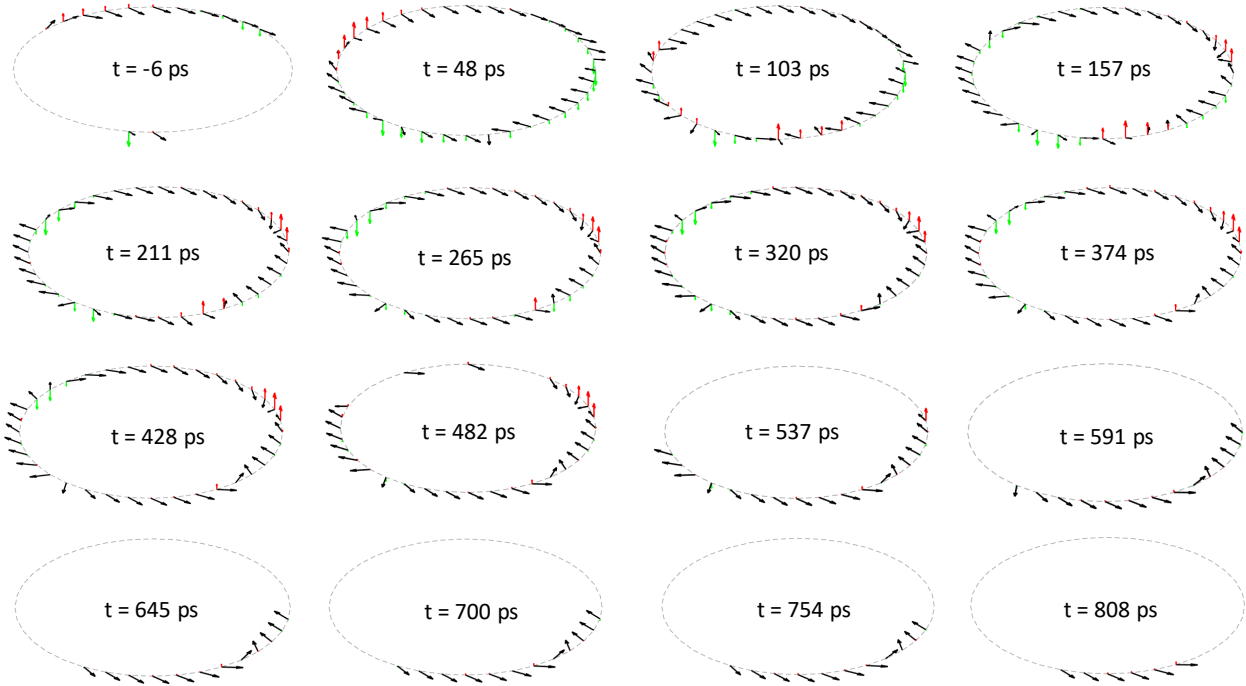 t = -6 ps
t = 48 ps
t = 103 ps
t = 157 ps
t = 211 ps
t = 265 ps
t = 320 ps
t = 374 ps
t = 428 ps
t = 482 ps
t = 537 ps
t = 591 ps
t = 645 ps
t = 700 ps
t = 754 ps
t = 808 ps